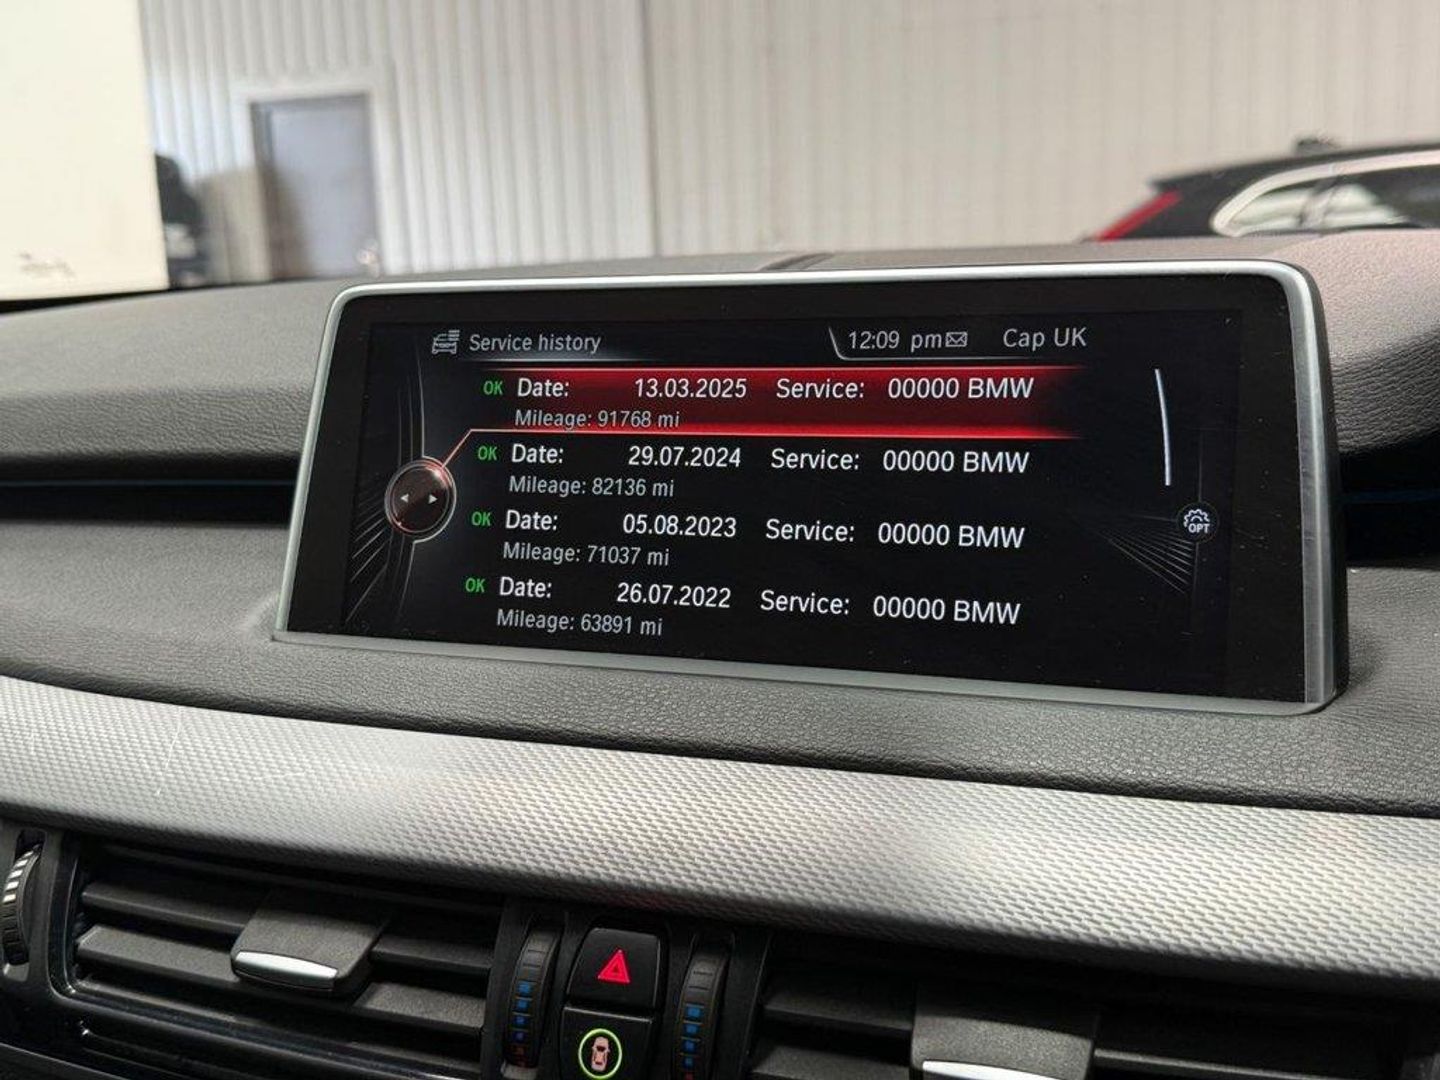 Service history 12:09 pm Cap UK
OK Date: 13.03.2025 Service: 00000 BMW
Mileage: 91768 mi
OK Date: 29.07.2024 Service: 00000 BMW
Mileage: 82136 mi
OK Date: 05.08.2023 Service: 00000 BMW
Mileage: 71037 mi
OK Date: 26.07.2022 Service: 00000 BMW
Mileage: 63891 mi
OPT